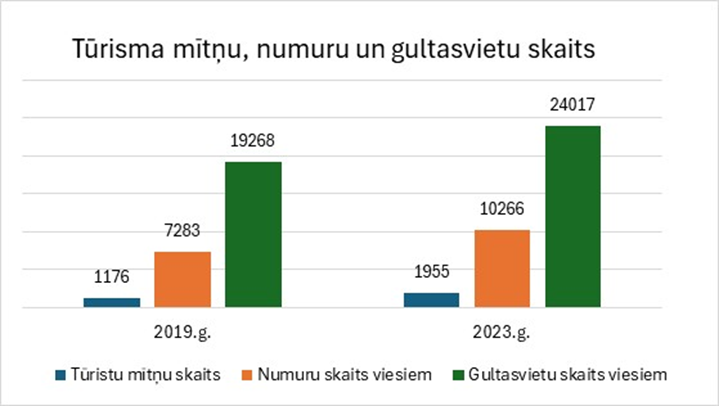 Tūrisma mītņu, numuru un gultasvietu skaits
24017
19268
10266
7283
1955
1176
2019.g. 2023.g.
Tūristu mītņu skaits Numuru skaits viesiem Gultasvietu skaits viesiem